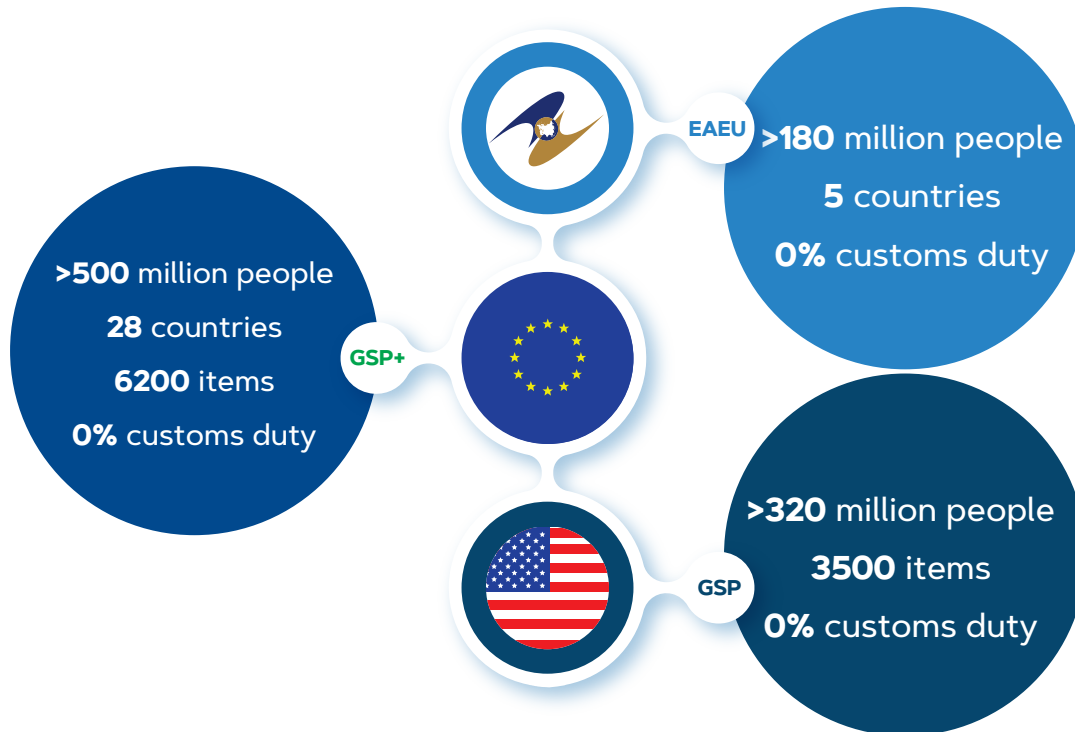 EAEU
>180 million people
5 countries
0% customs duty
>500 million people
28 countries
6200 items
0% customs duty
GSP+
>320 million people
3500 items
0% customs duty
GSP